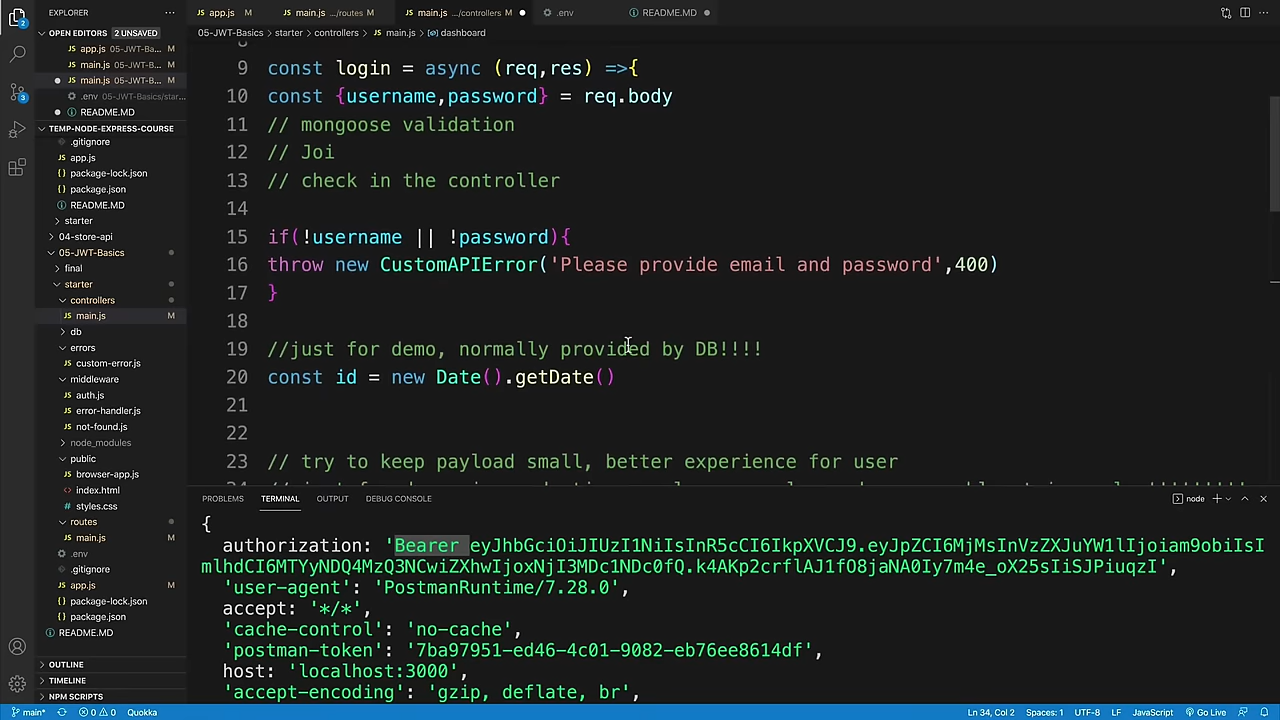 EXPLORER
app.js
main.js .../routes
main.js .../controllers
.env
README.MD
OPEN EDITORS 2 UNSAVED
05-JWT-Basics > starter > controllers > main.js > dashboard
app.js 05-JWT-Ba... M
main.js 05-JWT-B... M
main.js 05-JWT-B... M
.env 05-JWT-Basics/star...
README.MD
TEMP-NODE-EXPRESS-COURSE
.gitignore
app.js
package-lock.json
package.json
README.MD
starter
04-store-api
05-JWT-Basics
final
starter
controllers
main.js M
db
errors
custom-error.js
middleware
auth.js
error-handler.js
not-found.js
node_modules
public
browser-app.js
index.html
styles.css
routes
main.js M
.env
.gitignore
app.js M
package-lock.json
package.json
README.MD
OUTLINE
TIMELINE
NPM SCRIPTS
9 const login = async (req,res) =>{
10 const {username,password} = req.body
11 // mongoose validation
12 // Joi
13 // check in the controller
14
15 if(!username || !password){
16 throw new CustomAPIError('Please provide email and password',400)
17 }
18
19 //just for demo, normally provided by DB!!!!
20 const id = new Date().getDate()
21
22
23 // try to keep payload small, better experience for user
PROBLEMS TERMINAL OUTPUT DEBUG CONSOLE
node
{
authorization: 'Bearer eyJhbGciOiJIUzI1NiIsInR5cCI6IkpXVCJ9.eyJpZCI6MjMsInVzZXJuYW1lIjoiam9obiIsI
mlhdCI6MTYyNDQ4MzQ3NCwiZXhwIjoxNjI3MDc1NDc0fQ.k4AKp2crflAJ1fO8jaNA0Iy7m4e_oX25sIiSJPiuqzI',
'user-agent': 'PostmanRuntime/7.28.0',
accept: '*/*',
'cache-control': 'no-cache',
'postman-token': '7ba97951-ed46-4c01-9082-eb76ee8614df',
host: 'localhost:3000',
'accept-encoding': 'gzip, deflate, br',
main* 0 0 Quokka
Ln 34, Col 2 Spaces: 1 UTF-8 LF JavaScript Go Live